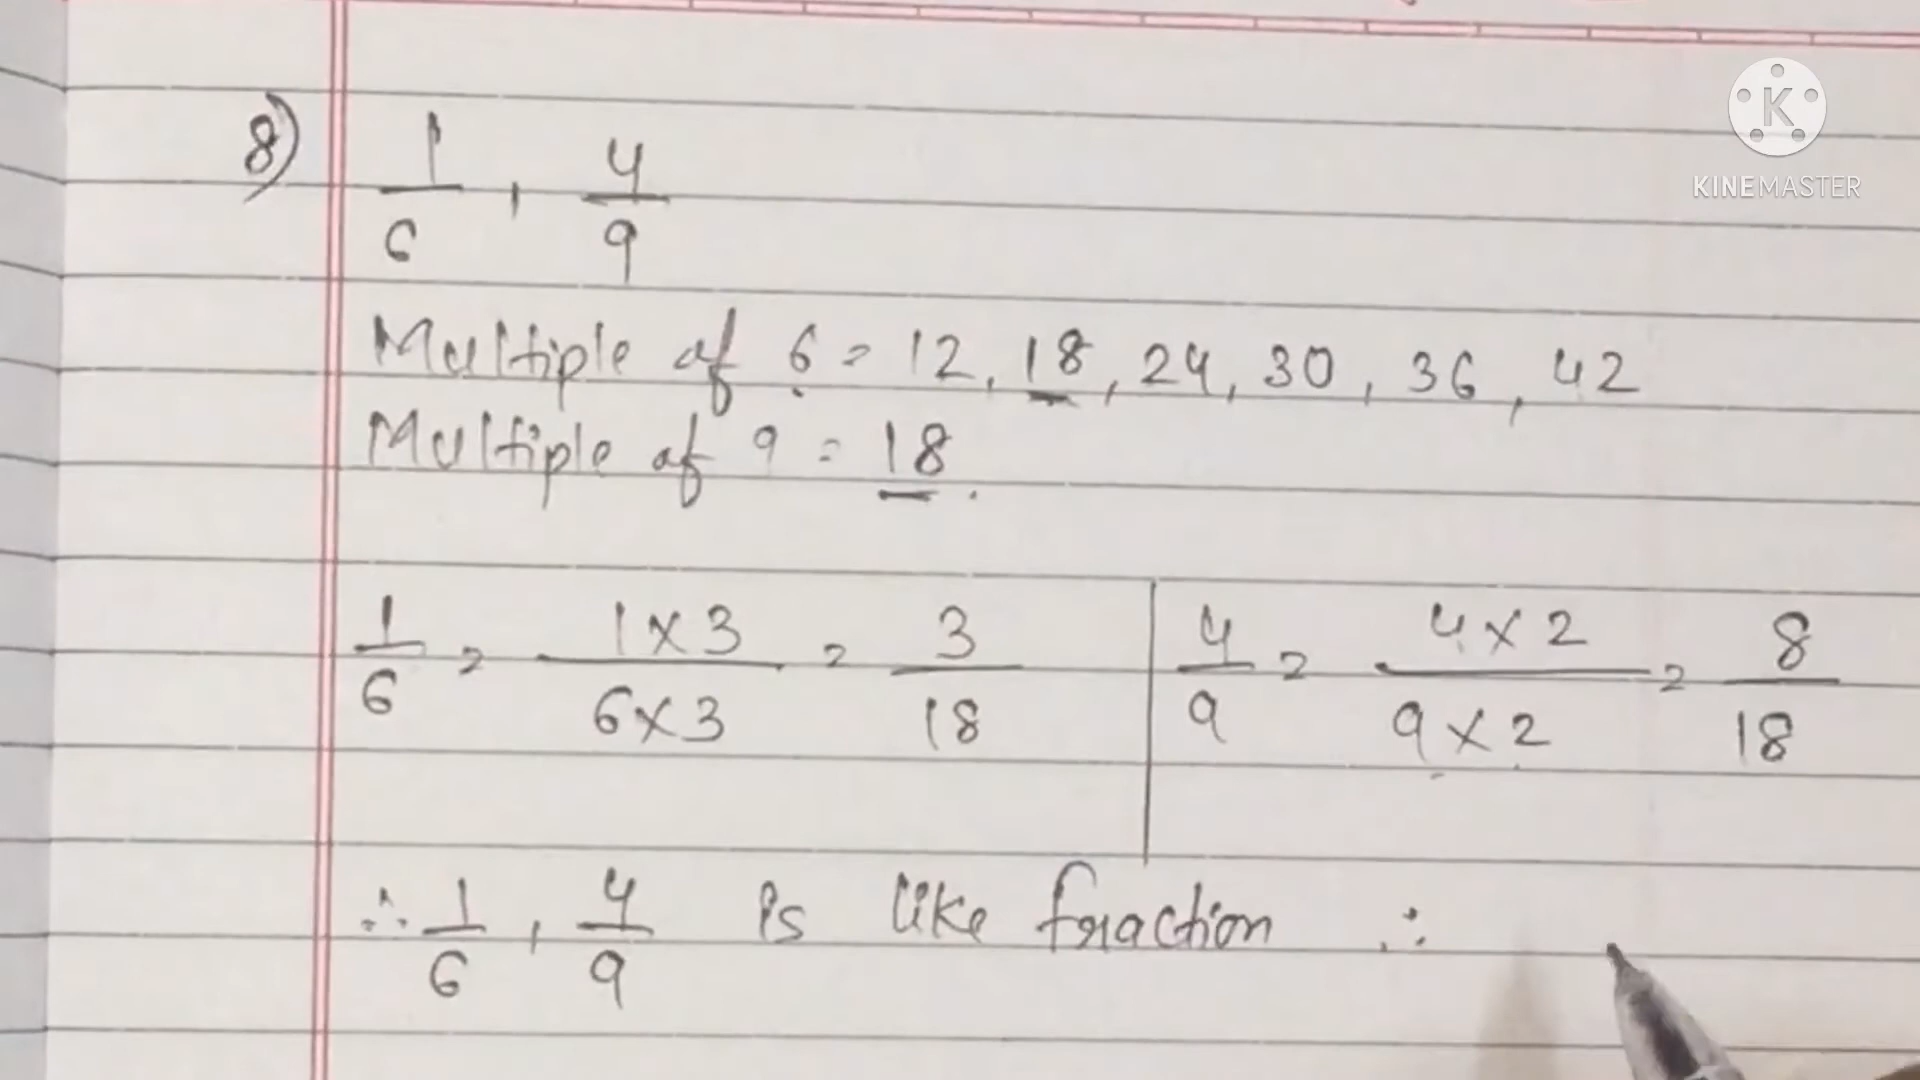 KINEMASTER
8) 1/6 , 4/9
Multiple of 6 = 12, 18, 24, 30, 36, 42
Multiple of 9 = 18.
1/6 = 1×3/6×3 = 3/18 | 4/9 = 4×2/9×2 = 8/18
∴ 1/6 , 4/9 is like fraction ∴